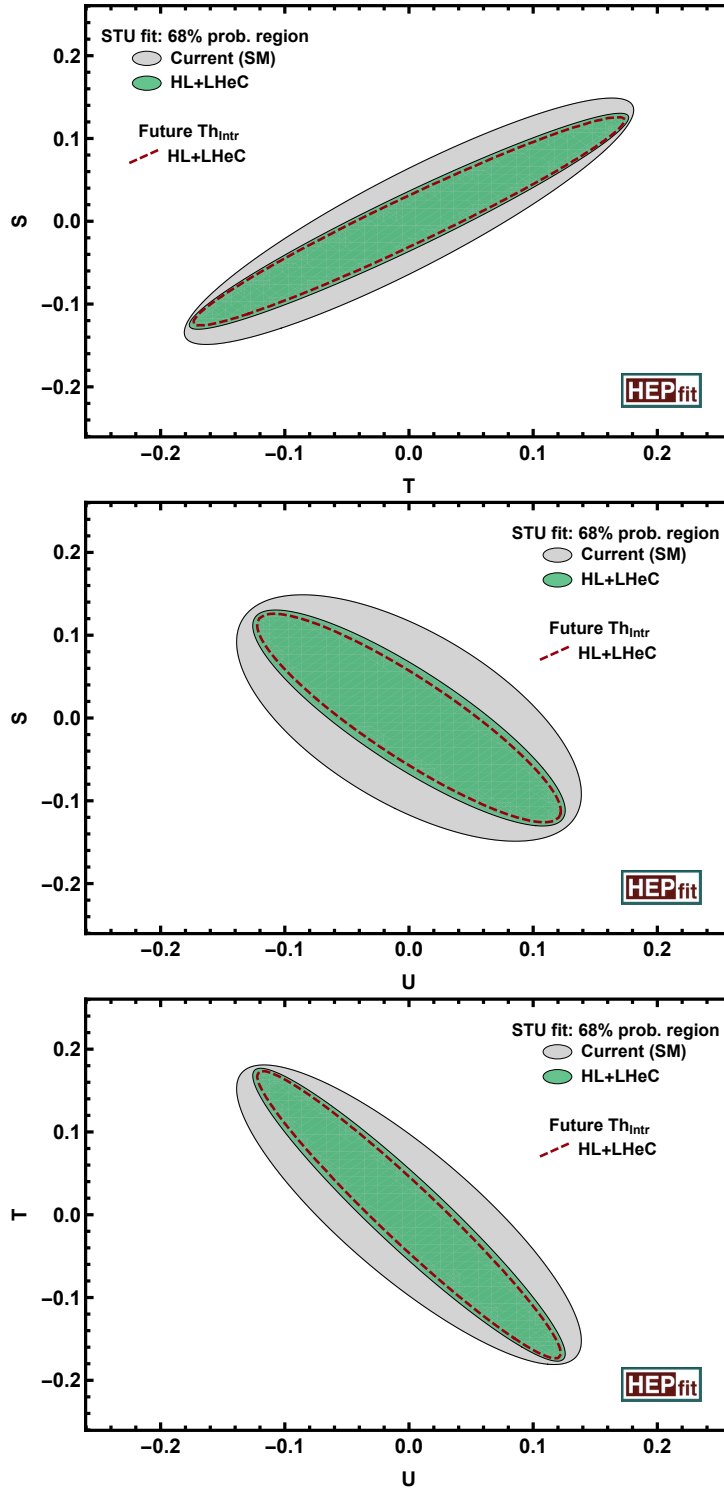 STU fit: 68% prob. region
Current (SM)
HL+LHeC
Future Th_Intr
HL+LHeC
0.2
0.1
0.0
−0.1
−0.2
S
HEPfit
−0.2 −0.1 0.0 0.1 0.2
T
STU fit: 68% prob. region
Current (SM)
HL+LHeC
Future Th_Intr
HL+LHeC
0.2
0.1
0.0
−0.1
−0.2
S
HEPfit
−0.2 −0.1 0.0 0.1 0.2
U
STU fit: 68% prob. region
Current (SM)
HL+LHeC
Future Th_Intr
HL+LHeC
0.2
0.1
0.0
−0.1
−0.2
T
HEPfit
−0.2 −0.1 0.0 0.1 0.2
U